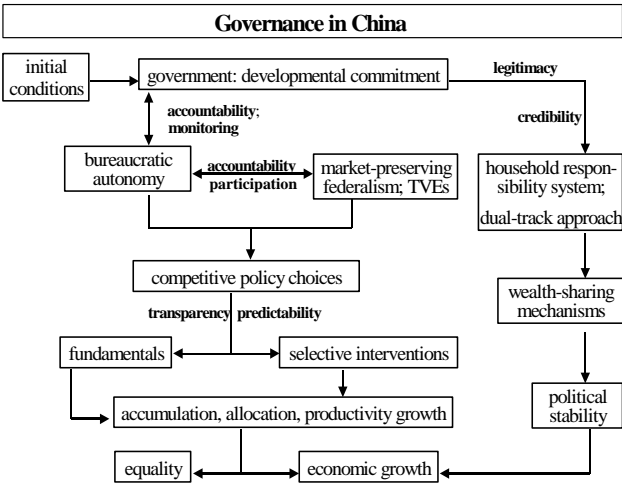 Governance in China
initial
conditions
government: developmental commitment
legitimacy
accountability;
monitoring
credibility
bureaucratic
autonomy
accountability
participation
market-preserving
federalism; TVEs
household respon-
sibility system;
dual-track approach
competitive policy choices
transparency predictability
wealth-sharing
mechanisms
fundamentals
selective interventions
accumulation, allocation, productivity growth
political
stability
equality
economic growth